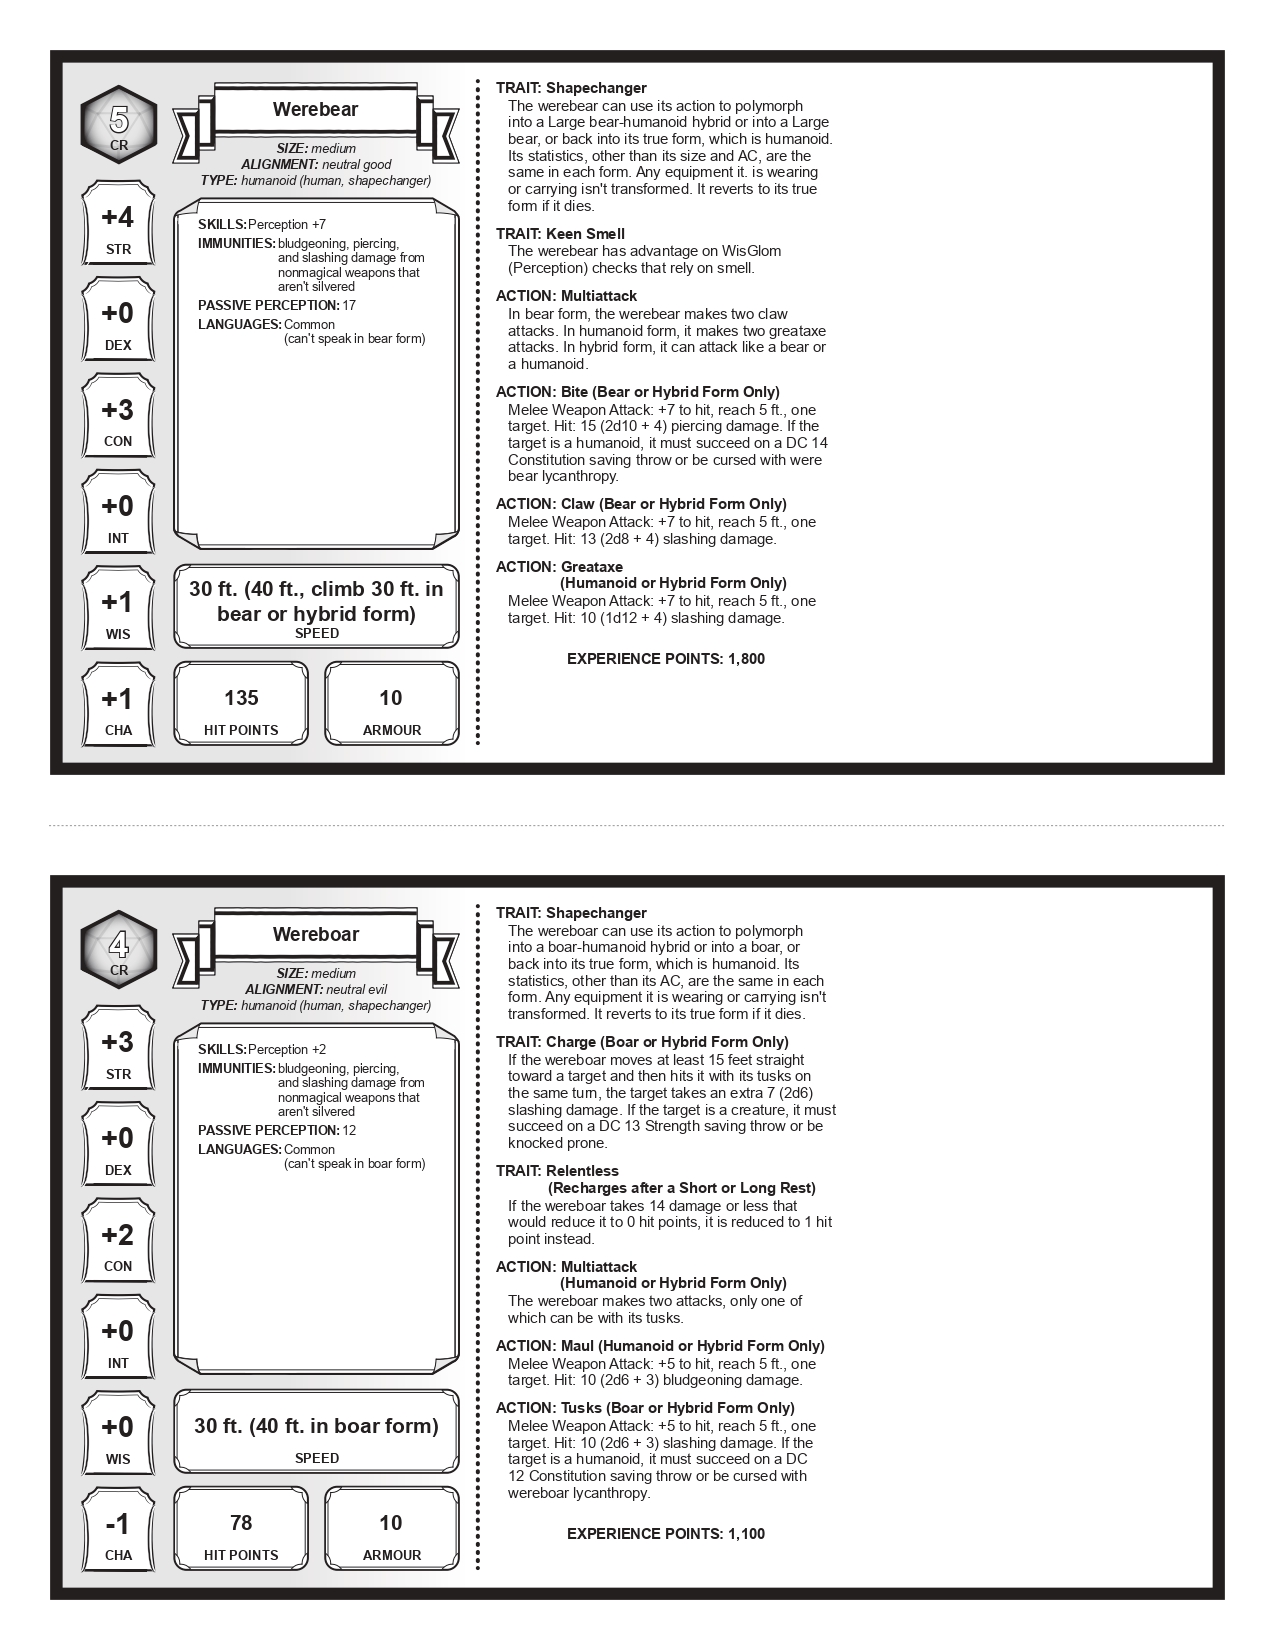 5
CR
Werebear
SIZE: medium
ALIGNMENT: neutral good
TYPE: humanoid (human, shapechanger)
+4
STR
+0
DEX
+3
CON
+0
INT
+1
WIS
+1
CHA
SKILLS: Perception +7
IMMUNITIES: bludgeoning, piercing,
and slashing damage from
nonmagical weapons that
aren't silvered
PASSIVE PERCEPTION: 17
LANGUAGES: Common
(can't speak in bear form)
30 ft. (40 ft., climb 30 ft. in
bear or hybrid form)
SPEED
135
HIT POINTS
10
ARMOUR
TRAIT: Shapechanger
The werebear can use its action to polymorph
into a Large bear-humanoid hybrid or into a Large
bear, or back into its true form, which is humanoid.
Its statistics, other than its size and AC, are the
same in each form. Any equipment it. is wearing
or carrying isn't transformed. It reverts to its true
form if it dies.
TRAIT: Keen Smell
The werebear has advantage on WisGlom
(Perception) checks that rely on smell.
ACTION: Multiattack
In bear form, the werebear makes two claw
attacks. In humanoid form, it makes two greataxe
attacks. In hybrid form, it can attack like a bear or
a humanoid.
ACTION: Bite (Bear or Hybrid Form Only)
Melee Weapon Attack: +7 to hit, reach 5 ft., one
target. Hit: 15 (2d10 + 4) piercing damage. If the
target is a humanoid, it must succeed on a DC 14
Constitution saving throw or be cursed with were
bear lycanthropy.
ACTION: Claw (Bear or Hybrid Form Only)
Melee Weapon Attack: +7 to hit, reach 5 ft., one
target. Hit: 13 (2d8 + 4) slashing damage.
ACTION: Greataxe
(Humanoid or Hybrid Form Only)
Melee Weapon Attack: +7 to hit, reach 5 ft., one
target. Hit: 10 (1d12 + 4) slashing damage.
EXPERIENCE POINTS: 1,800
4
CR
Wereboar
SIZE: medium
ALIGNMENT: neutral evil
TYPE: humanoid (human, shapechanger)
+3
STR
+0
DEX
+2
CON
+0
INT
+0
WIS
-1
CHA
SKILLS: Perception +2
IMMUNITIES: bludgeoning, piercing,
and slashing damage from
nonmagical weapons that
aren't silvered
PASSIVE PERCEPTION: 12
LANGUAGES: Common
(can't speak in boar form)
30 ft. (40 ft. in boar form)
SPEED
78
HIT POINTS
10
ARMOUR
TRAIT: Shapechanger
The wereboar can use its action to polymorph
into a boar-humanoid hybrid or into a boar, or
back into its true form, which is humanoid. Its
statistics, other than its AC, are the same in each
form. Any equipment it is wearing or carrying isn't
transformed. It reverts to its true form if it dies.
TRAIT: Charge (Boar or Hybrid Form Only)
If the wereboar moves at least 15 feet straight
toward a target and then hits it with its tusks on
the same turn, the target takes an extra 7 (2d6)
slashing damage. If the target is a creature, it must
succeed on a DC 13 Strength saving throw or be
knocked prone.
TRAIT: Relentless
(Recharges after a Short or Long Rest)
If the wereboar takes 14 damage or less that
would reduce it to 0 hit points, it is reduced to 1 hit
point instead.
ACTION: Multiattack
(Humanoid or Hybrid Form Only)
The wereboar makes two attacks, only one of
which can be with its tusks.
ACTION: Maul (Humanoid or Hybrid Form Only)
Melee Weapon Attack: +5 to hit, reach 5 ft., one
target. Hit: 10 (2d6 + 3) bludgeoning damage.
ACTION: Tusks (Boar or Hybrid Form Only)
Melee Weapon Attack: +5 to hit, reach 5 ft., one
target. Hit: 10 (2d6 + 3) slashing damage. If the
target is a humanoid, it must succeed on a DC
12 Constitution saving throw or be cursed with
wereboar lycanthropy.
EXPERIENCE POINTS: 1,100